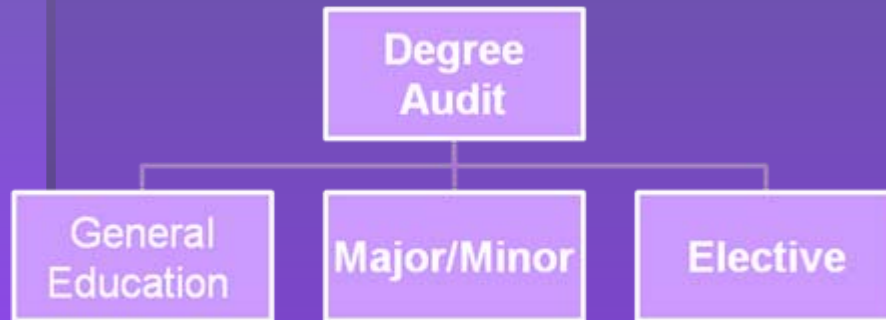 Degree
Audit
General
Education
Major/Minor
Elective